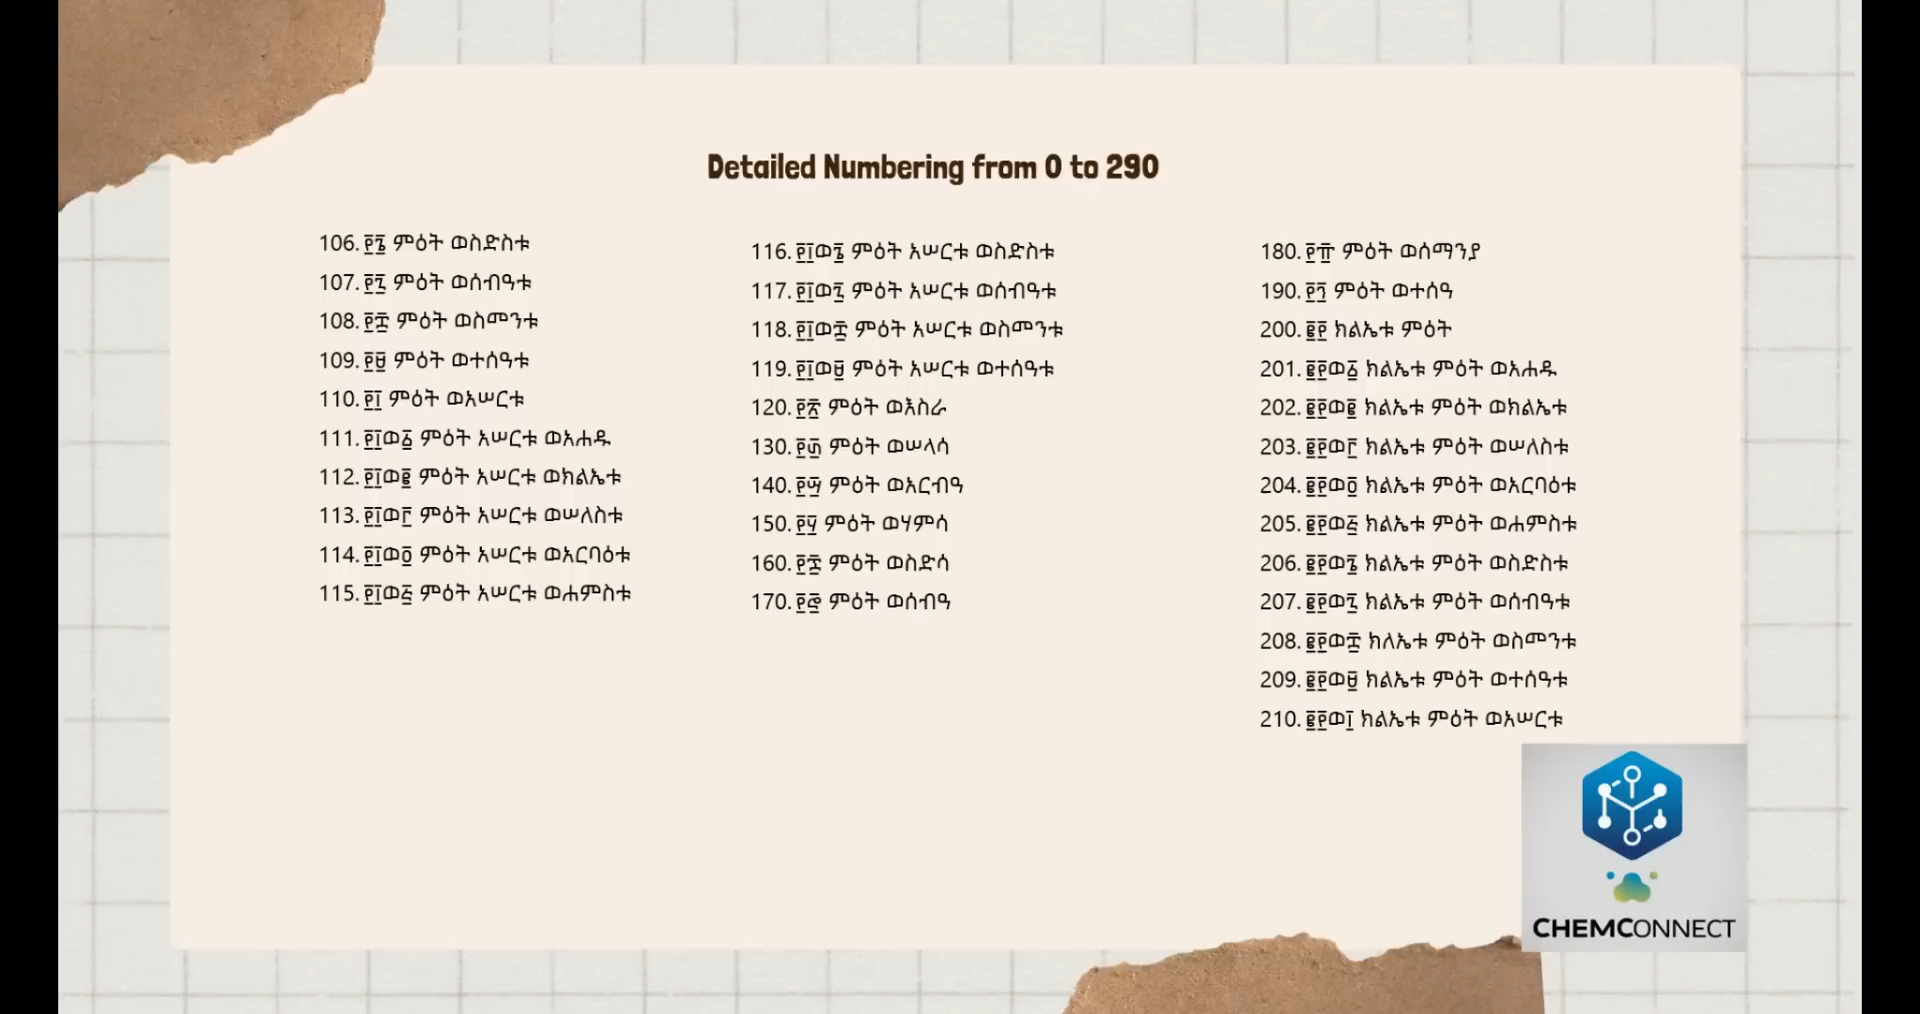 Detailed Numbering from 0 to 290
106. ፻፮ ምዕት ወስድስቱ
107. ፻፯ ምዕት ወሰብዓቱ
108. ፻፰ ምዕት ወስመንቱ
109. ፻፱ ምዕት ወተሰዓቱ
110. ፻፲ ምዕት ወአሠርቱ
111. ፻፲ወ፩ ምዕት አሠርቱ ወአሐዱ
112. ፻፲ወ፪ ምዕት አሠርቱ ወክልኤቱ
113. ፻፲ወ፫ ምዕት አሠርቱ ወሠለስቱ
114. ፻፲ወ፬ ምዕት አሠርቱ ወአርባዕቱ
115. ፻፲ወ፭ ምዕት አሠርቱ ወሐምስቱ
116. ፻፲ወ፮ ምዕት አሠርቱ ወስድስቱ
117. ፻፲ወ፯ ምዕት አሠርቱ ወሰብዓቱ
118. ፻፲ወ፰ ምዕት አሠርቱ ወስመንቱ
119. ፻፲ወ፱ ምዕት አሠርቱ ወተሰዓቱ
120. ፻፳ ምዕት ወእስራ
130. ፻፴ ምዕት ወሠላሳ
140. ፻፵ ምዕት ወአርብዓ
150. ፻፶ ምዕት ወሃምሳ
160. ፻፷ ምዕት ወስድሳ
170. ፻፸ ምዕት ወሰብዓ
180. ፻፹ ምዕት ወሰማንያ
190. ፻፺ ምዕት ወተሰዓ
200. ፪፻ ክልኤቱ ምዕት
201. ፪፻ወ፩ ክልኤቱ ምዕት ወአሐዱ
202. ፪፻ወ፪ ክልኤቱ ምዕት ወክልኤቱ
203. ፪፻ወ፫ ክልኤቱ ምዕት ወሠለስቱ
204. ፪፻ወ፬ ክልኤቱ ምዕት ወአርባዕቱ
205. ፪፻ወ፭ ክልኤቱ ምዕት ወሐምስቱ
206. ፪፻ወ፮ ክልኤቱ ምዕት ወስድስቱ
207. ፪፻ወ፯ ክልኤቱ ምዕት ወሰብዓቱ
208. ፪፻ወ፰ ክለኤቱ ምዕት ወስመንቱ
209. ፪፻ወ፱ ክልኤቱ ምዕት ወተሰዓቱ
210. ፪፻ወ፲ ክልኤቱ ምዕት ወአሠርቱ
CHEMCONNECT